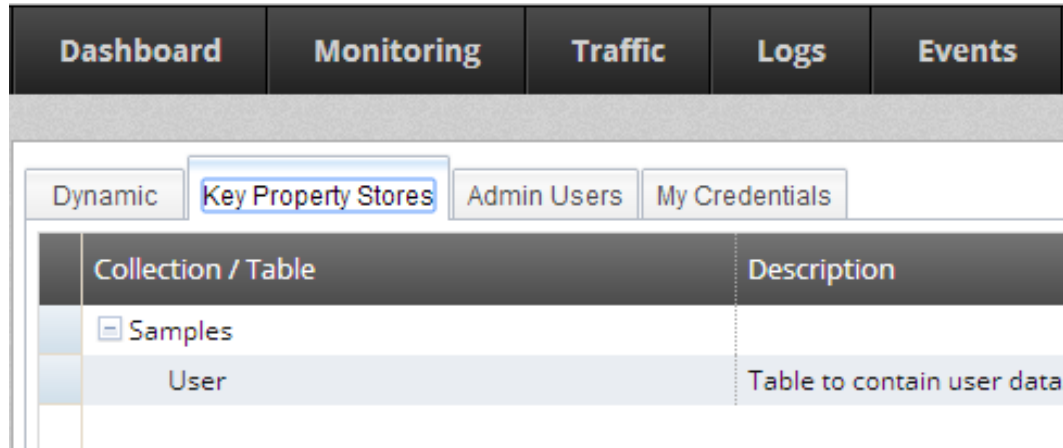 Dashboard Monitoring Traffic Logs Events
Dynamic Key Property Stores Admin Users My Credentials
Collection / Table Description
Samples
User Table to contain user data